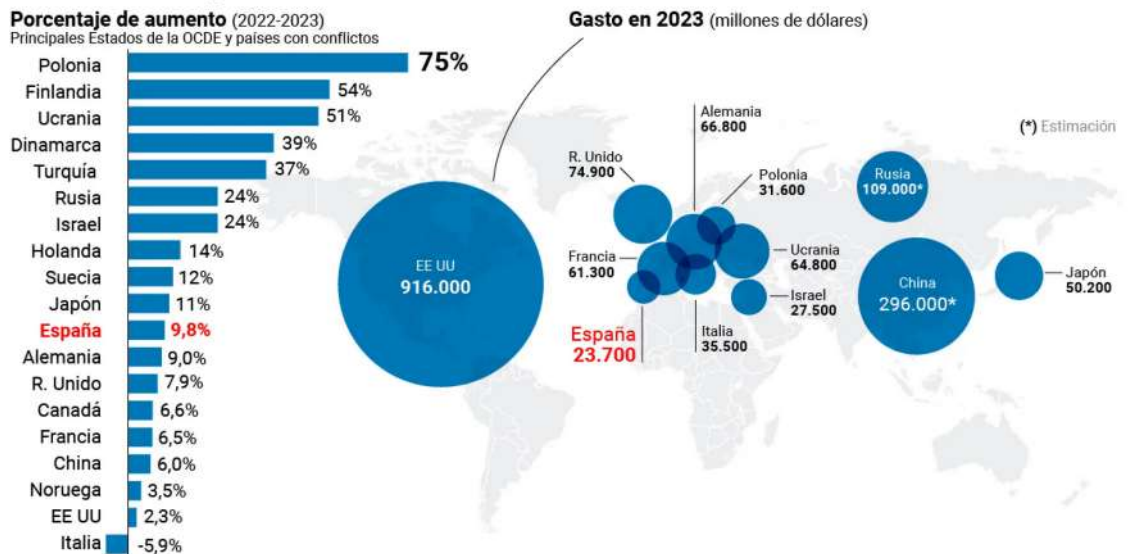 Porcentaje de aumento (2022-2023)
Principales Estados de la OCDE y países con conflictos
Polonia 75%
Finlandia 54%
Ucrania 51%
Dinamarca 39%
Turquía 37%
Rusia 24%
Israel 24%
Holanda 14%
Suecia 12%
Japón 11%
España 9,8%
Alemania 9,0%
R. Unido 7,9%
Canadá 6,6%
Francia 6,5%
China 6,0%
Noruega 3,5%
EE UU 2,3%
Italia -5,9%
Gasto en 2023 (millones de dólares)
(*) Estimación
EE UU
916.000
Alemania
66.800
R. Unido
74.900
Polonia
31.600
Rusia
109.000*
Francia
61.300
Ucrania
64.800
China
296.000*
Japón
50.200
Israel
27.500
España
23.700
Italia
35.500